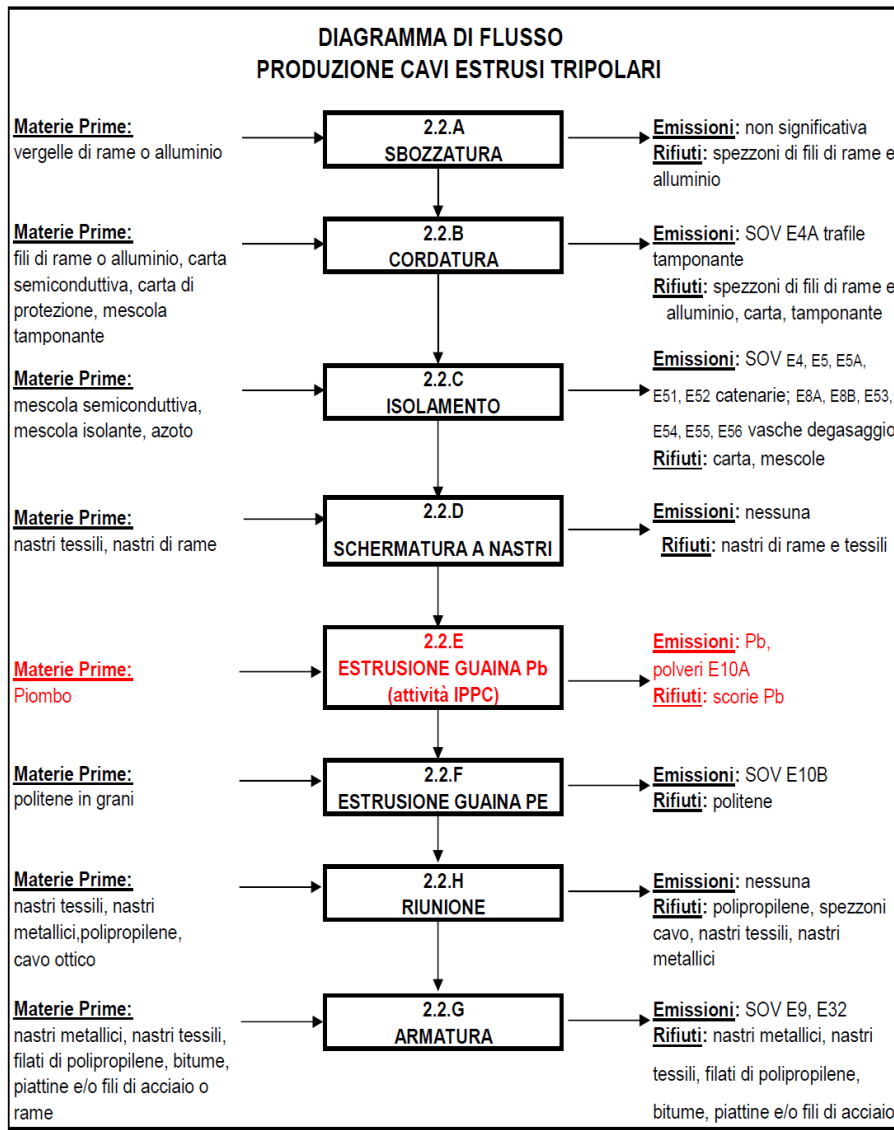 DIAGRAMMA DI FLUSSO
PRODUZIONE CAVI ESTRUSI TRIPOLARI
Materie Prime:
vergelle di rame o alluminio
2.2.A
SBOZZATURA
Emissioni: non significativa
Rifiuti: spezzoni di fili di rame e
alluminio
Materie Prime:
fili di rame o alluminio, carta
semiconduttiva, carta di
protezione, mescola
tamponante
2.2.B
CORDATURA
Emissioni: SOV E4A trafile
tamponante
Rifiuti: spezzoni di fili di rame e
alluminio, carta, tamponante
Materie Prime:
mescola semiconduttiva,
mescola isolante, azoto
2.2.C
ISOLAMENTO
Emissioni: SOV E4, E5, E5A,
E51, E52 catenarie; E8A, E8B, E53,
E54, E55, E56 vasche degasaggio
Rifiuti: carta, mescole
Materie Prime:
nastri tessili, nastri di rame
2.2.D
SCHERMATURA A NASTRI
Emissioni: nessuna
Rifiuti: nastri di rame e tessili
Materie Prime:
Piombo
2.2.E
ESTRUSIONE GUAINA Pb
(attività IPPC)
Emissioni: Pb,
polveri E10A
Rifiuti: scorie Pb
Materie Prime:
politene in grani
2.2.F
ESTRUSIONE GUAINA PE
Emissioni: SOV E10B
Rifiuti: politene
Materie Prime:
nastri tessili, nastri
metallici,polipropilene,
cavo ottico
2.2.H
RIUNIONE
Emissioni: nessuna
Rifiuti: polipropilene, spezzoni
cavo, nastri tessili, nastri
metallici
Materie Prime:
nastri metallici, nastri tessili,
filati di polipropilene, bitume,
piattine e/o fili di acciaio o
rame
2.2.G
ARMATURA
Emissioni: SOV E9, E32
Rifiuti: nastri metallici, nastri
tessili, filati di polipropilene,
bitume, piattine e/o fili di acciaio